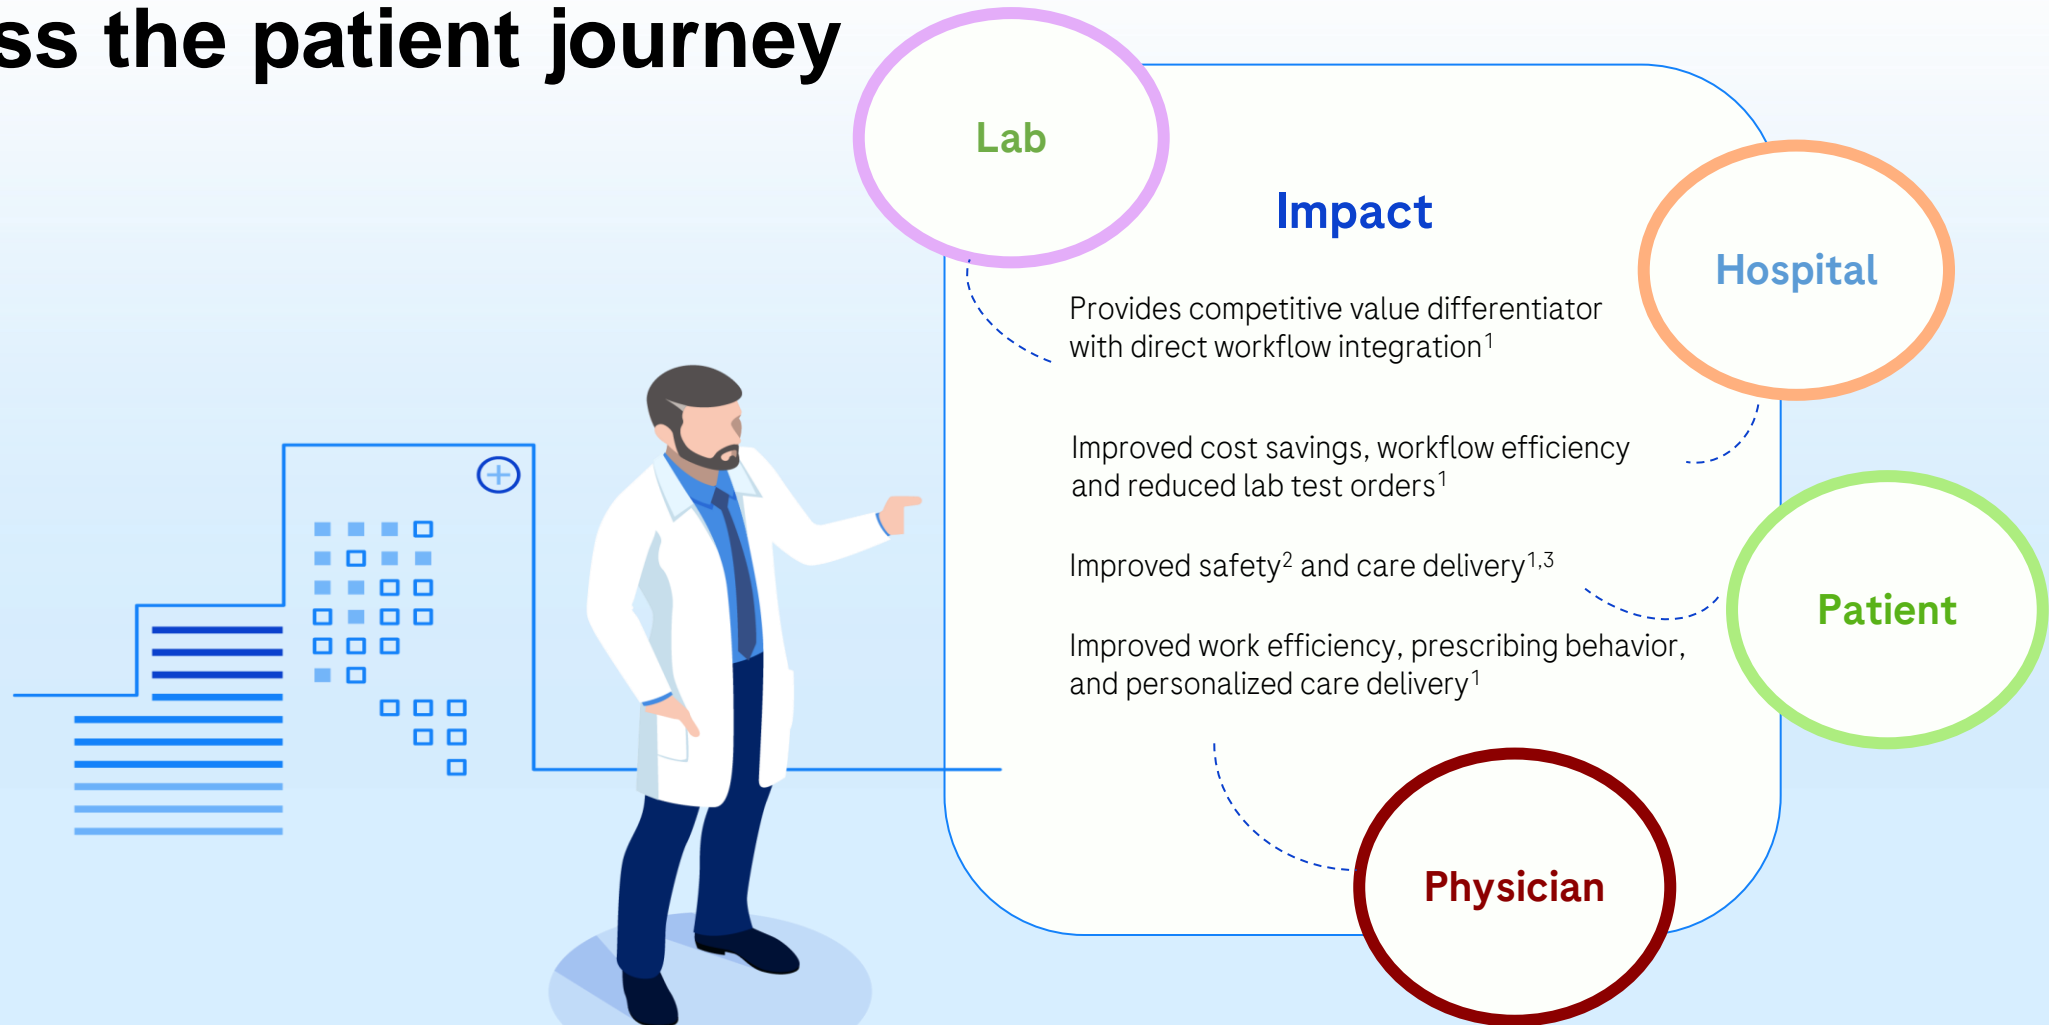 ss the patient journey
Lab
Impact
Hospital
Provides competitive value differentiator
with direct workflow integration¹
Improved cost savings, workflow efficiency
and reduced lab test orders¹
Improved safety² and care delivery¹,³
Patient
Improved work efficiency, prescribing behavior,
and personalized care delivery¹
Physician